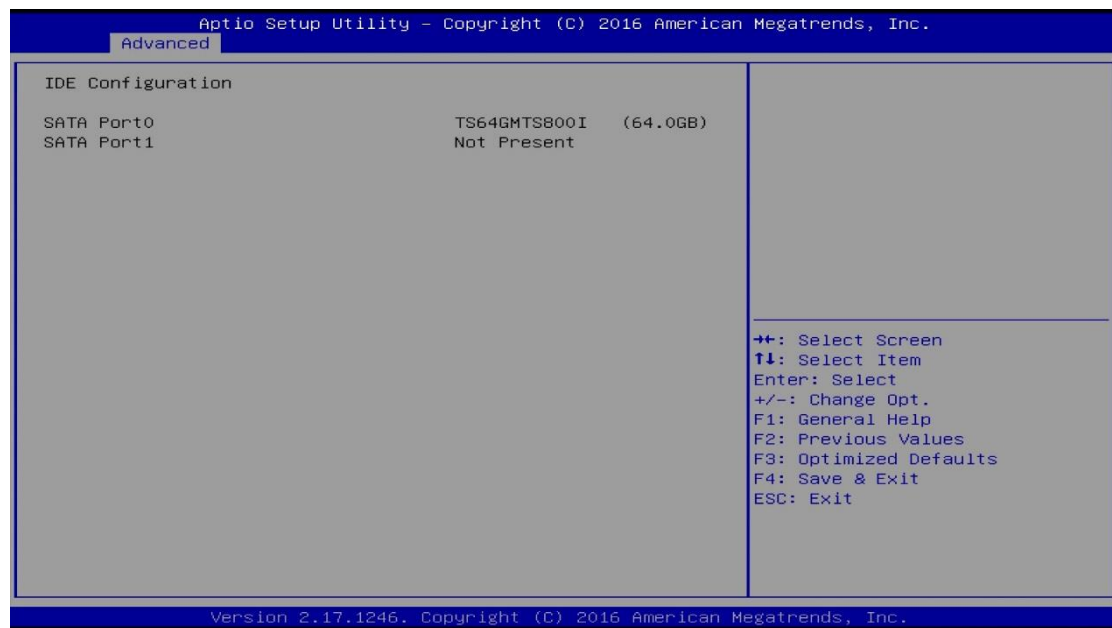 Aptio Setup Utility – Copyright (C) 2016 American Megatrends, Inc.
Advanced
IDE Configuration
SATA Port0 TS64GMTS800I (64.0GB)
SATA Port1 Not Present
→←: Select Screen
↑↓: Select Item
Enter: Select
+/-: Change Opt.
F1: General Help
F2: Previous Values
F3: Optimized Defaults
F4: Save & Exit
ESC: Exit
Version 2.17.1246. Copyright (C) 2016 American Megatrends, Inc.